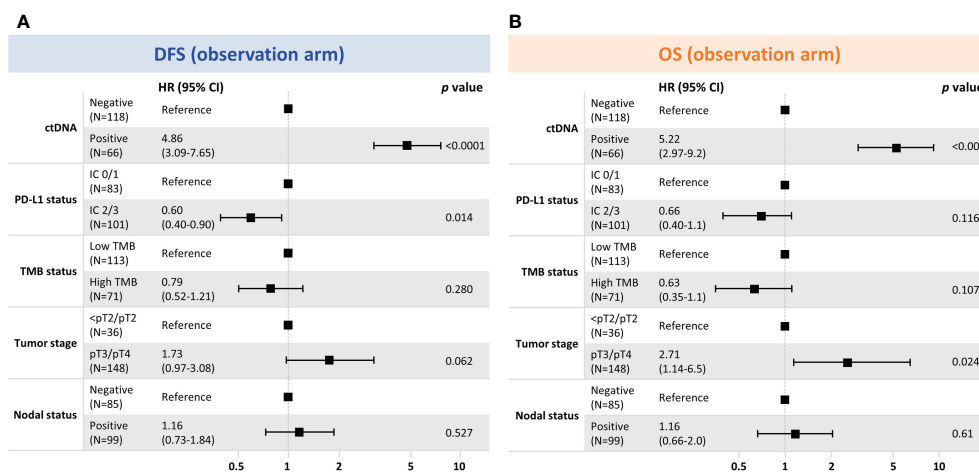 A
DFS (observation arm)
HR (95% CI)
p value
ctDNA
Negative
(N=118)
Reference
Positive
(N=66)
4.86
(3.09-7.65)
<0.0001
PD-L1 status
IC 0/1
(N=83)
Reference
IC 2/3
(N=101)
0.60
(0.40-0.90)
0.014
TMB status
Low TMB
(N=113)
Reference
High TMB
(N=71)
0.79
(0.52-1.21)
0.280
Tumor stage
<pT2/pT2
(N=36)
Reference
pT3/pT4
(N=148)
1.73
(0.97-3.08)
0.062
Nodal status
Negative
(N=85)
Reference
Positive
(N=99)
1.16
(0.73-1.84)
0.527
0.5 1 2 5 10
B
OS (observation arm)
HR (95% CI)
p value
ctDNA
Negative
(N=118)
Reference
Positive
(N=66)
5.22
(2.97-9.2)
<0.00
PD-L1 status
IC 0/1
(N=83)
Reference
IC 2/3
(N=101)
0.66
(0.40-1.1)
0.116
TMB status
Low TMB
(N=113)
Reference
High TMB
(N=71)
0.63
(0.35-1.1)
0.107
Tumor stage
<pT2/pT2
(N=36)
Reference
pT3/pT4
(N=148)
2.71
(1.14-6.5)
0.024
Nodal status
Negative
(N=85)
Reference
Positive
(N=99)
1.16
(0.66-2.0)
0.61
0.5 1 2 5 10